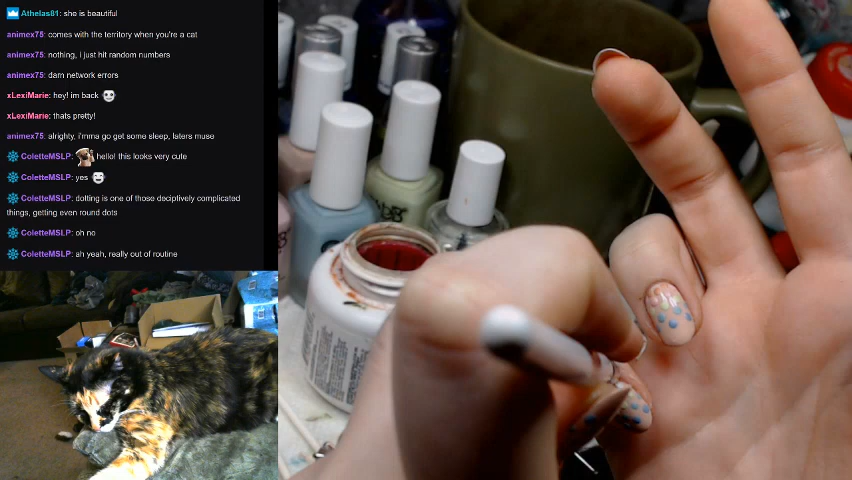 Athelas81: she is beautiful
animex75: comes with the territory when you're a cat
animex75: nothing, i just hit random numbers
animex75: darn network errors
xLexiMarie: hey! im back
xLexiMarie: thats pretty!
animex75: alrighty, i'mma go get some sleep, laters muse
ColetteMSLP: hello! this looks very cute
ColetteMSLP: yes
ColetteMSLP: dotting is one of those deciptively complicated
things, getting even round dots
ColetteMSLP: oh no
ColetteMSLP: ah yeah, really out of routine